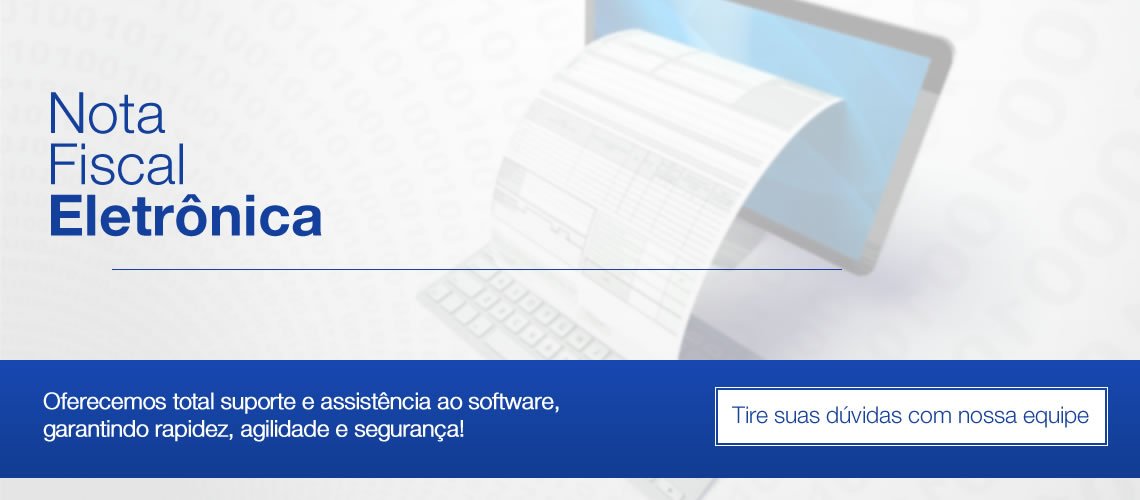 Nota
Fiscal
Eletrônica
Oferecemos total suporte e assistência ao software,
garantindo rapidez, agilidade e segurança!
Tire suas dúvidas com nossa equipe